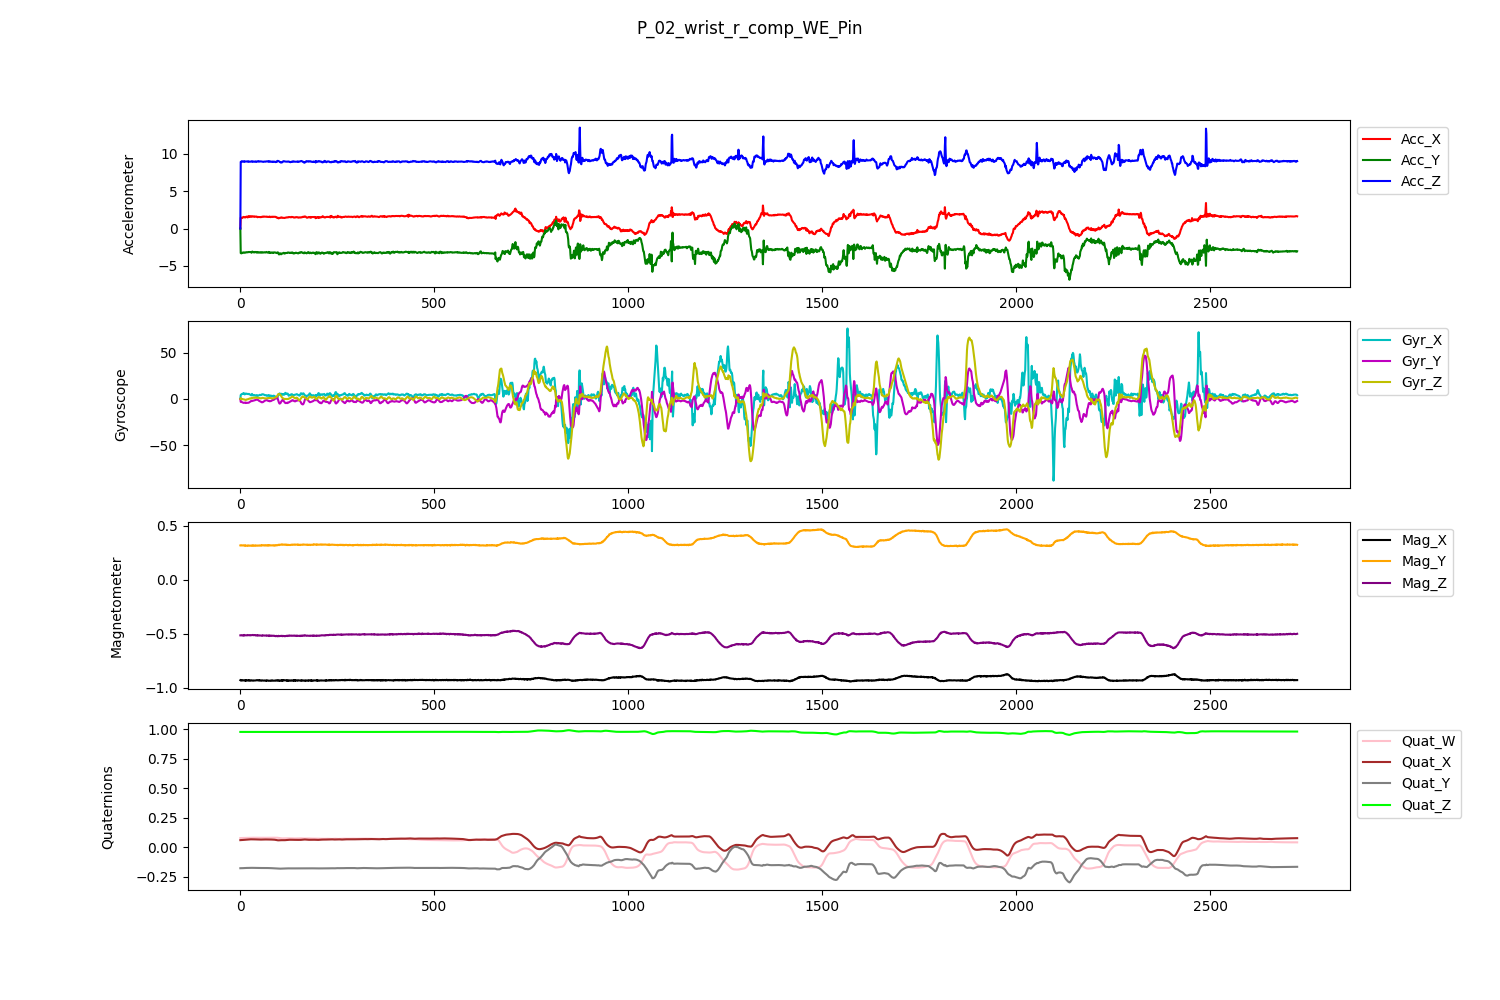 P_02_wrist_r_comp_WE_Pin
Accelerometer
10
5
0
−5
0 500 1000 1500 2000 2500
Acc_X
Acc_Y
Acc_Z
Gyroscope
50
0
−50
0 500 1000 1500 2000 2500
Gyr_X
Gyr_Y
Gyr_Z
Magnetometer
0.5
0.0
−0.5
−1.0
0 500 1000 1500 2000 2500
Mag_X
Mag_Y
Mag_Z
Quaternions
1.00
0.75
0.50
0.25
0.00
−0.25
0 500 1000 1500 2000 2500
Quat_W
Quat_X
Quat_Y
Quat_Z